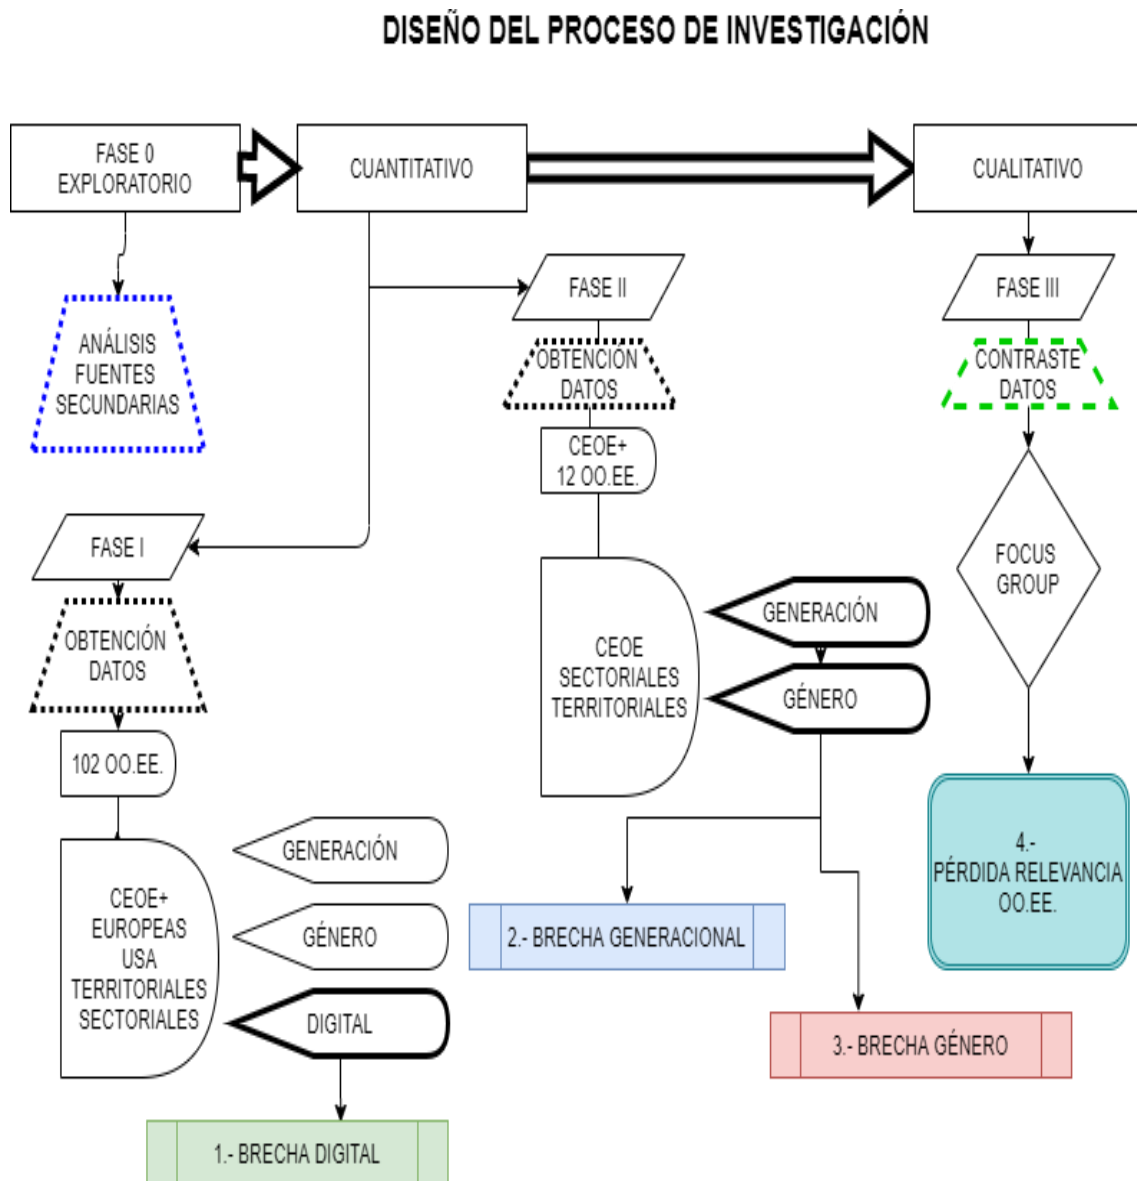 DISEÑO DEL PROCESO DE INVESTIGACIÓN
FASE 0
EXPLORATORIO
CUANTITATIVO
CUALITATIVO
ANÁLISIS
FUENTES
SECUNDARIAS
FASE II
OBTENCIÓN
DATOS
CEOE+
12 OO.EE.
FASE III
CONTRASTE
DATOS
FOCUS
GROUP
FASE I
OBTENCIÓN
DATOS
102 OO.EE.
CEOE
SECTORIALES
TERRITORIALES
GENERACIÓN
GÉNERO
CEOE+
EUROPEAS
USA
TERRITORIALES
SECTORIALES
GENERACIÓN
GÉNERO
DIGITAL
4.-
PÉRDIDA RELEVANCIA
OO.EE.
2.- BRECHA GENERACIONAL
3.- BRECHA GÉNERO
1.- BRECHA DIGITAL